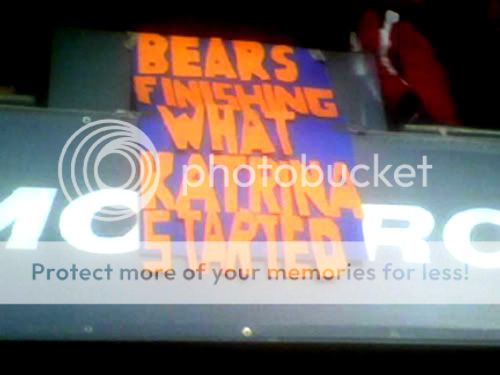 BEARS
FINISHING
WHAT
KATRINA
STARTED
photobucket
Protect more of your memories for less!